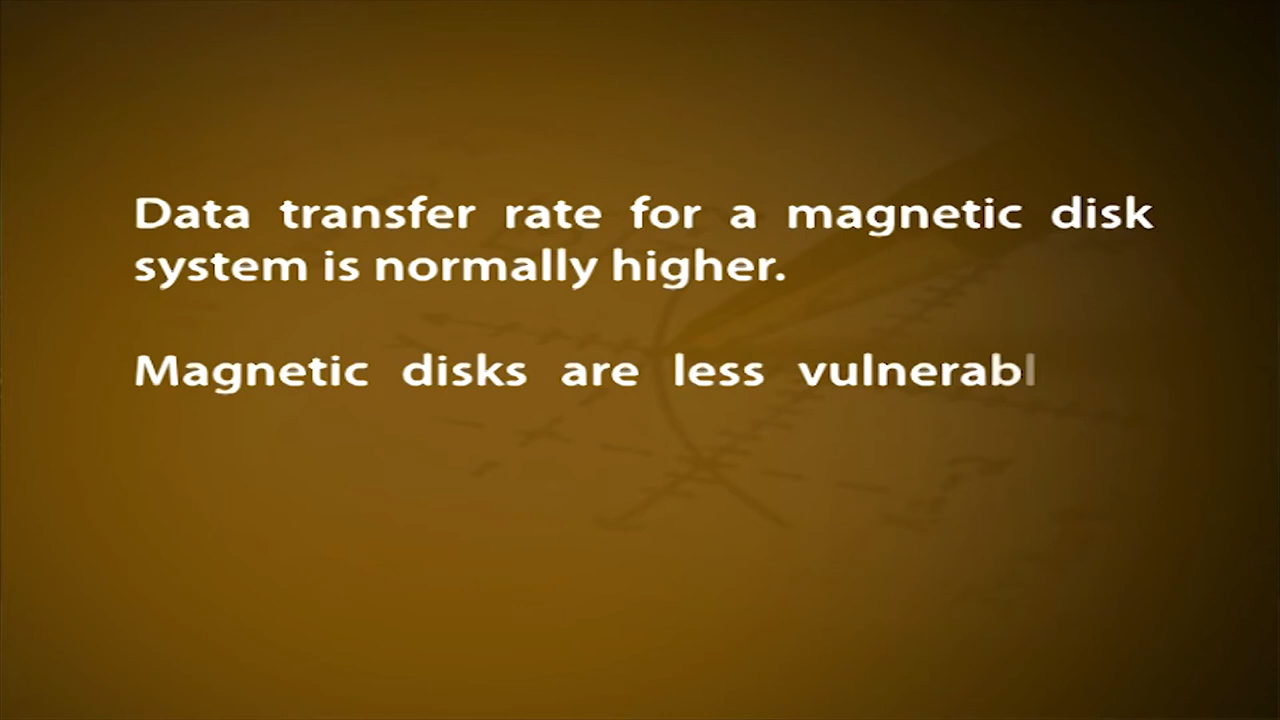 Data transfer rate for a magnetic disk
system is normally higher.
Magnetic disks are less vulnerabl